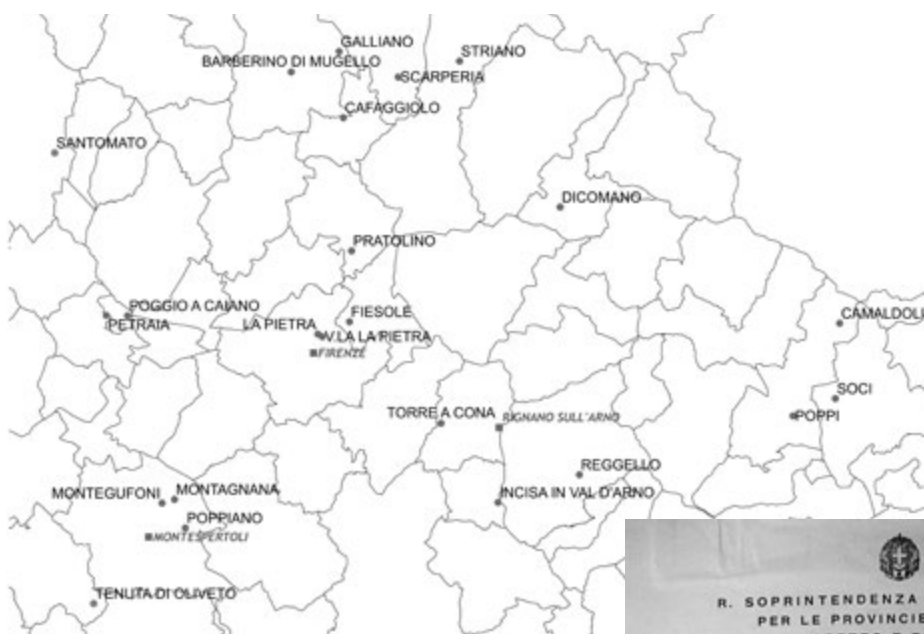 GALLIANO
STRIANO
BARBERINO DI MUGELLO
SCARPERIA
CAFAGGIOLO
SANTOMATO
DICOMANO
PRATOLINO
POGGIO A CAIANO
PETRAIA
FIESOLE
LA PIETRA
V.LA LA PIETRA
FIRENZE
CAMALDOLI
SOCI
POPPI
TORRE A CONA
RIGNANO SULL'ARNO
REGGELLO
INCISA IN VAL D'ARNO
MONTEGUFONI
MONTAGNANA
POPPIANO
MONTESPERTOLI
TENUTA DI OLIVETO
R. SOPRINTENDENZA
PER LE PROVINCIE